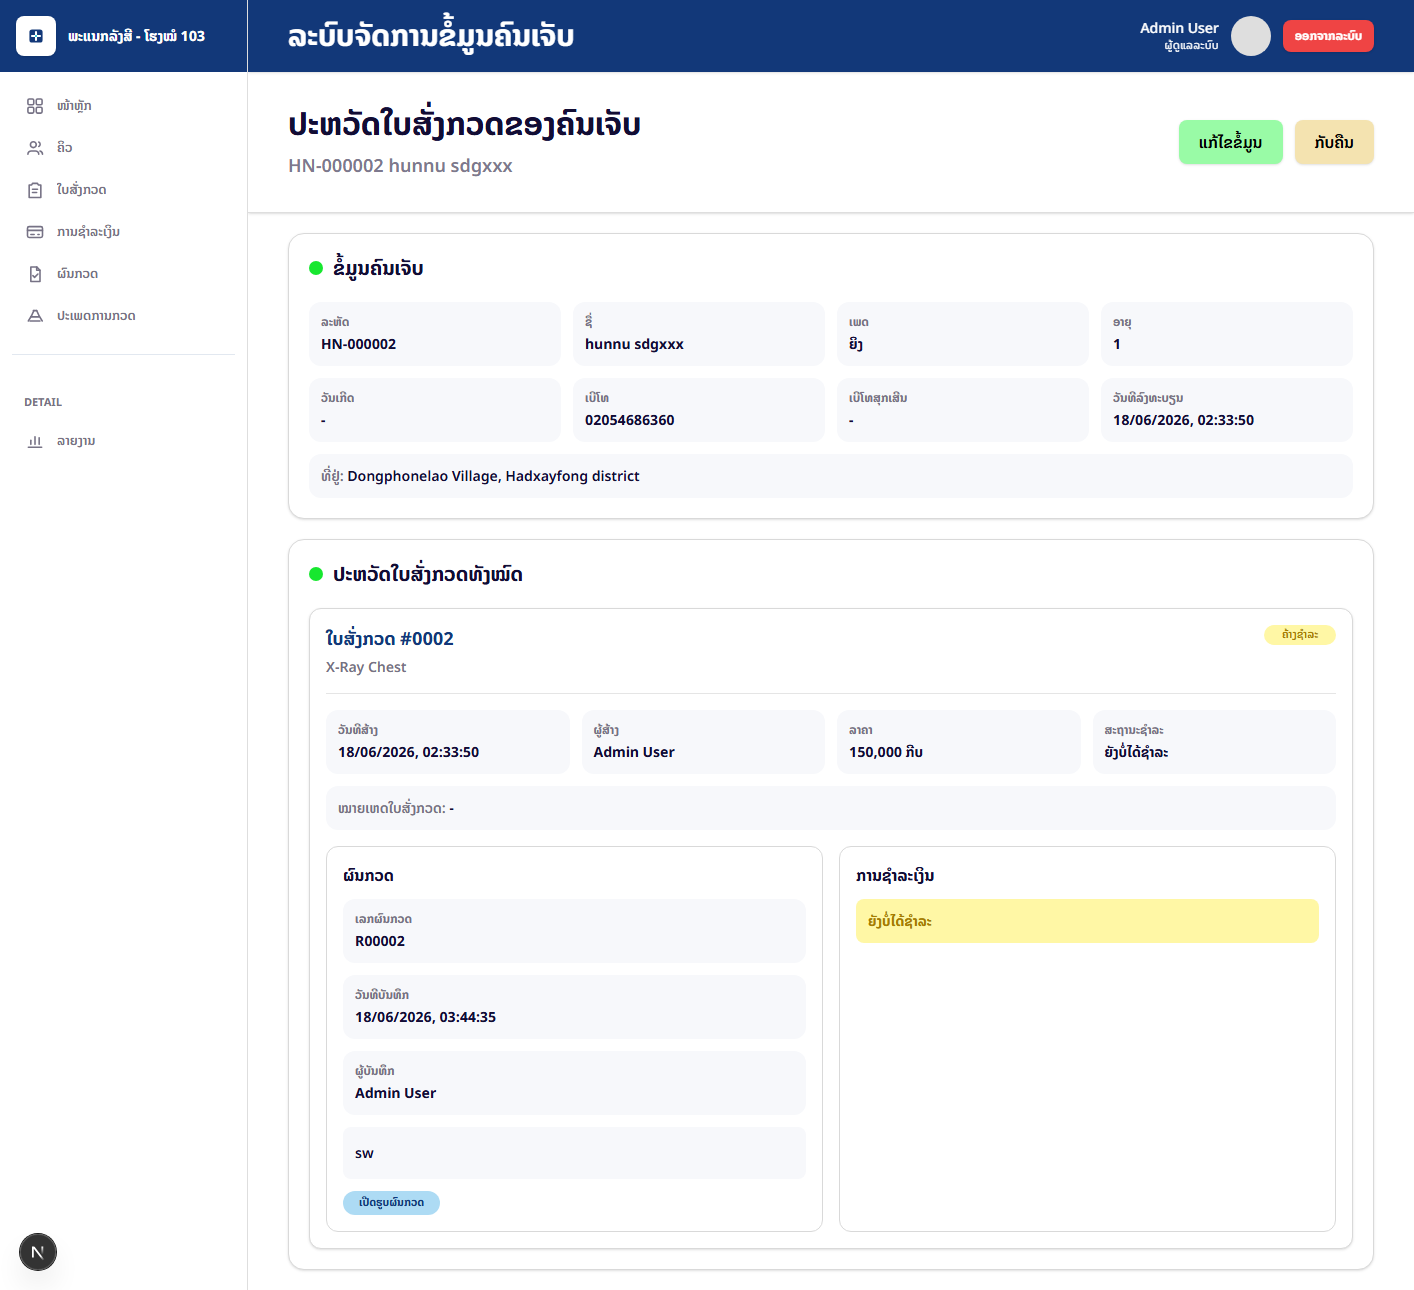 ພະແນກລັງສີ - ໂຮງໝໍ 103
ລະບົບຈັດການຂໍ້ມູນຄົນເຈັບ
Admin User
ຜູ້ດູແລລະບົບ
ອອກຈາກລະບົບ
ໜ້າຫຼັກ
ຄິວ
ໃບສັ່ງກວດ
ການຊຳລະເງິນ
ຜົນກວດ
ປະເພດການກວດ
DETAIL
ລາຍງານ
ປະຫວັດໃບສັ່ງກວດຂອງຄົນເຈັບ
HN-000002 hunnu sdgxxx
ແກ້ໄຂຂໍ້ມູນ
ກັບຄືນ
ຂໍ້ມູນຄົນເຈັບ
ລະຫັດ
HN-000002
ຊື່
hunnu sdgxxx
ເພດ
ຍິງ
ອາຍຸ
1
ວັນເກີດ
-
ເບີໂທ
02054686360
ເບີໂທສຸກເສີນ
-
ວັນທີລົງທະບຽນ
18/06/2026, 02:33:50
ທີ່ຢູ່: Dongphonelao Village, Hadxayfong district
ປະຫວັດໃບສັ່ງກວດທັງໝົດ
ໃບສັ່ງກວດ #0002
X-Ray Chest
ຄ້າງຊຳລະ
ວັນທີສ້າງ
18/06/2026, 02:33:50
ຜູ້ສ້າງ
Admin User
ລາຄາ
150,000 ກີບ
ສະຖານະຊຳລະ
ຍັງບໍ່ໄດ້ຊຳລະ
ໝາຍເຫດໃບສັ່ງກວດ: -
ຜົນກວດ
ເລກຜົນກວດ
R00002
ວັນທີບັນທຶກ
18/06/2026, 03:44:35
ຜູ້ບັນທຶກ
Admin User
sw
ເປີດຮູບຜົນກວດ
ການຊຳລະເງິນ
ຍັງບໍ່ໄດ້ຊຳລະ
N